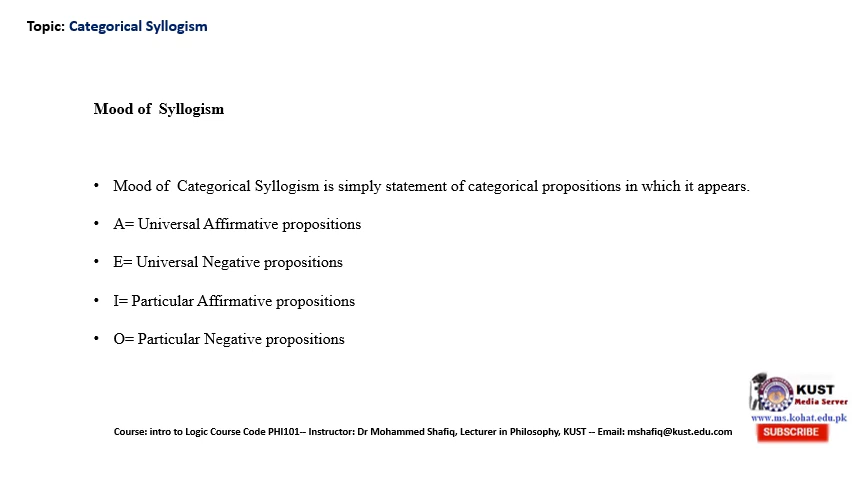 Topic: Categorical Syllogism
Mood of Syllogism
• Mood of Categorical Syllogism is simply statement of categorical propositions in which it appears.
• A= Universal Affirmative propositions
• E= Universal Negative propositions
• I= Particular Affirmative propositions
• O= Particular Negative propositions
KUST
Media Server
www.ms.kohat.edu.pk
SUBSCRIBE
Course: intro to Logic Course Code PHI101-- Instructor: Dr Mohammed Shafiq, Lecturer in Philosophy, KUST -- Email: mshafiq@kust.edu.com